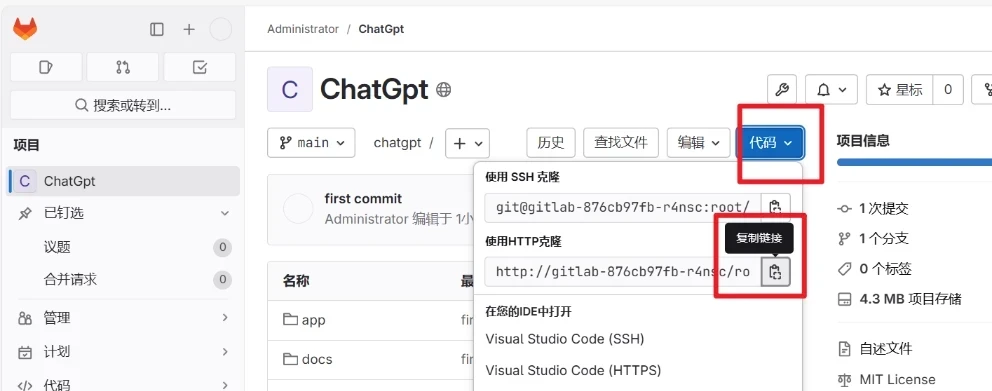 Administrator / ChatGpt
搜索或转到...
项目
C ChatGpt
已钉选
议题 0
合并请求 0
管理
计划
代码
C ChatGpt
星标 0
main
chatgpt /
历史
查找文件
编辑
代码
first commit
Administrator 编辑于 1小
名称
app
docs
使用 SSH 克隆
git@gitlab-876cb97fb-r4nsc:root/
使用HTTP克隆
复制链接
http://gitlab-876cb97fb-r4nsc/ro
在您的IDE中打开
Visual Studio Code (SSH)
Visual Studio Code (HTTPS)
项目信息
1 次提交
1 个分支
0 个标签
4.3 MB 项目存储
自述文件
MIT License